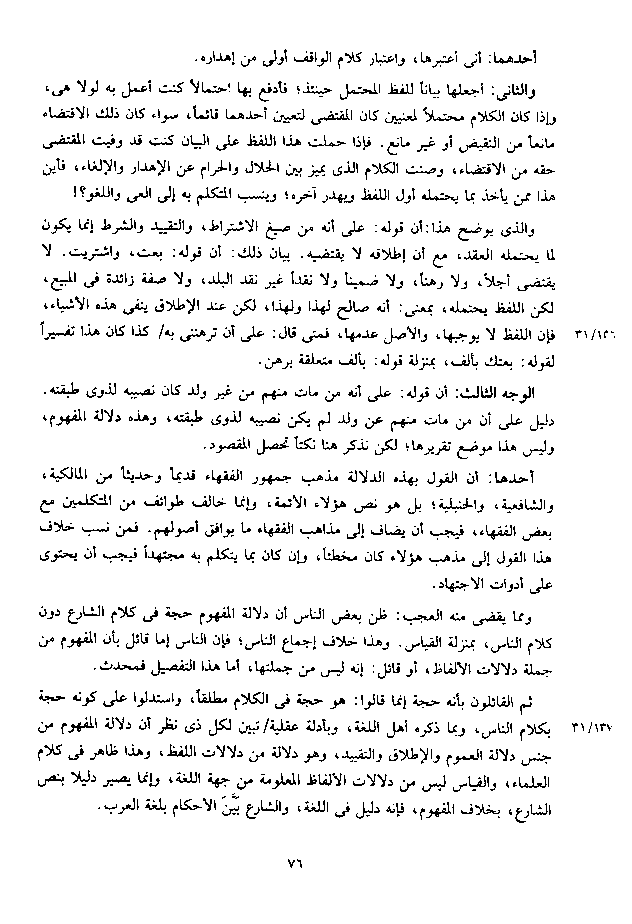 أحدهما: أنى أعتبرها، واعتبار كلام الواقف أولى من إهداره.
والثانى: أجعلها بياناً للفظ المحتمل حينئذ؛ فأدفع بها احتمالاً كنت أعمل به لولا هى،
وإذا كان الكلام محتملاً لمعنيين كان المقتضى لتعيين أحدهما قائماً، سواء كان ذلك الاقتضاء
مانعاً من النقيض أو غير مانع. فإذا حملت هذا اللفظ على البيان كنت قد وفيت المقتضى
حقه من الاقتضاء، وصنت الكلام الذى يميز بين الحلال والحرام عن الإهدار والإلغاء، فأين
هذا ممن يأخذ بما يحتمله أول اللفظ ويهدر آخره؛ وينسب المتكلم به إلى العى واللغو؟!
والذى يوضح هذا: أن قوله: على أنه من صيغ الاشتراط، والتقييد والشرط إنما يكون
لما يحتمله العقد، مع أن إطلاقه لا يقتضيه. بيان ذلك: أن قوله: بعت، واشتريت. لا
يقتضى أجلاً، ولا رهناً، ولا ضميناً ولا نقداً غير نقد البلد، ولا صفة زائدة فى المبيع،
لكن اللفظ يحتمله، بمعنى: أنه صالح لهذا ولهذا، لكن عند الإطلاق ينفى هذه الأشياء،
فإن اللفظ لا يوجبها، والأصل عدمها، فمتى قال: على أن ترهننى به/ كذا كان هذا تفسيراً ٣١/١٣٦
لقوله: بعتك بألف، بمنزلة قوله: بألف متعلقة برهن.
الوجه الثالث: أن قوله: على أنه من مات منهم من غير ولد كان نصيبه لذوى طبقته.
دليل على أن من مات منهم عن ولد لم يكن نصيبه لذوى طبقته، وهذه دلالة المفهوم،
وليس هذا موضع تقريرها؛ لكن نذكر هنا نكتاً تحصل المقصود.
أحدها: أن القول بهذه الدلالة مذهب جمهور الفقهاء قديماً وحديثاً من المالكية،
والشافعية، والحنبلية؛ بل هو نص هؤلاء الأئمة، وإنما خالف طوائف من المتكلمين مع
بعض الفقهاء، فيجب أن يضاف إلى مذاهب الفقهاء ما يوافق أصولهم. فمن نسب خلاف
هذا القول إلى مذهب هؤلاء كان مخطئاً، وإن كان بما يتكلم به مجتهداً فيجب أن يحتوى
على أدوات الاجتهاد.
ومما يقضى منه العجب: ظن بعض الناس أن دلالة المفهوم حجة فى كلام الشارع دون
كلام الناس، بمنزلة القياس. وهذا خلاف إجماع الناس؛ فإن الناس إما قائل بأن المفهوم من
جملة دلالات الألفاظ، أو قائل: إنه ليس من جملتها، أما هذا التفصيل فمحدث.
ثم القائلون بأنه حجة إنما قالوا: هو حجة فى الكلام مطلقاً، واستدلوا على كونه حجة
بكلام الناس، وبما ذكره أهل اللغة، وبأدلة عقلية/ تبين لكل ذى نظر أن دلالة المفهوم من ٣١/١٣٧
جنس دلالة العموم والإطلاق والتقييد، وهو دلالة من دلالات اللفظ، وهذا ظاهر فى كلام
العلماء، والقياس ليس من دلالات الألفاظ المعلومة من جهة اللغة، وإنما يصير دليلا بنص
الشارع، بخلاف المفهوم، فإنه دليل فى اللغة، والشارع بَيَّنَ الأحكام بلغة العرب.
٧٦